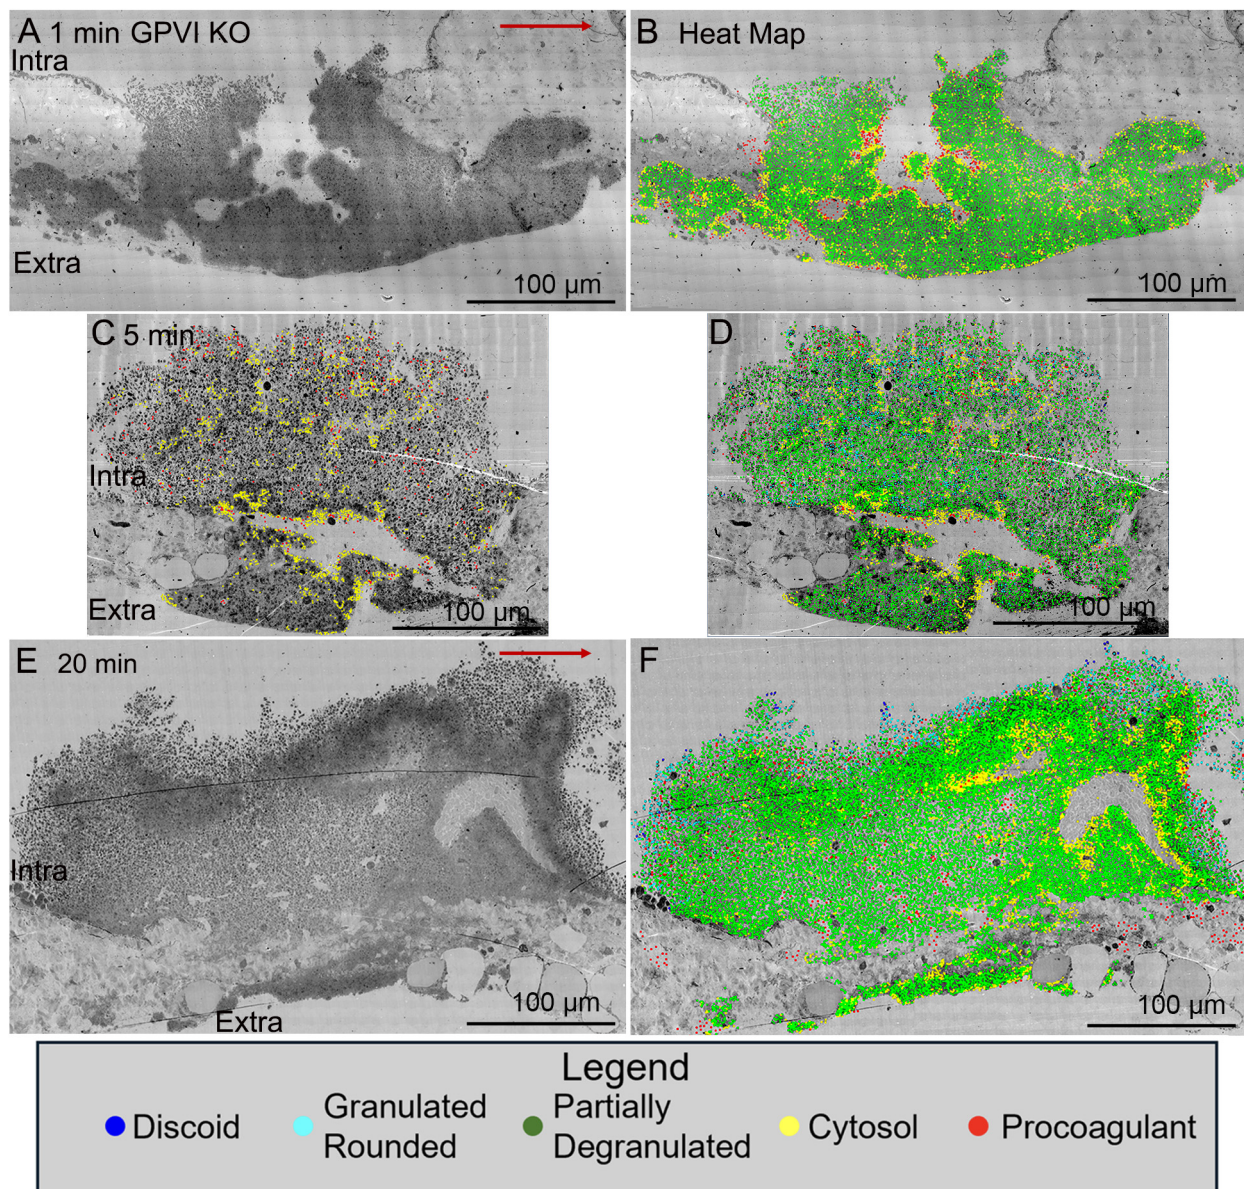 A 1 min GPVI KO
Intra
Extra
100 µm
B Heat Map
100 µm
C 5 min
Intra
Extra
100 µm
D
100 µm
E 20 min
Intra
Extra
100 µm
F
100 µm
Legend
Discoid
Granulated
Rounded
Partially
Degranulated
Cytosol
Procoagulant